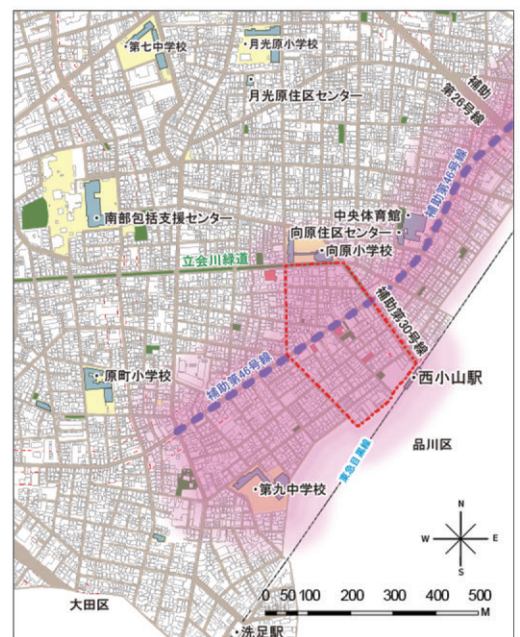 第七中学校
月光原小学校
月光原住区センター
補助
第26号線
補助第46号線
中央体育館
向原住区センター
向原小学校
南部包括支援センター
立会川緑道
補助第30号線
補助第46号線
原町小学校
西小山駅
品川区
東急目黒線
第九中学校
N
W
E
S
大田区
0 50 100 200 300 400 500
M
洗足駅